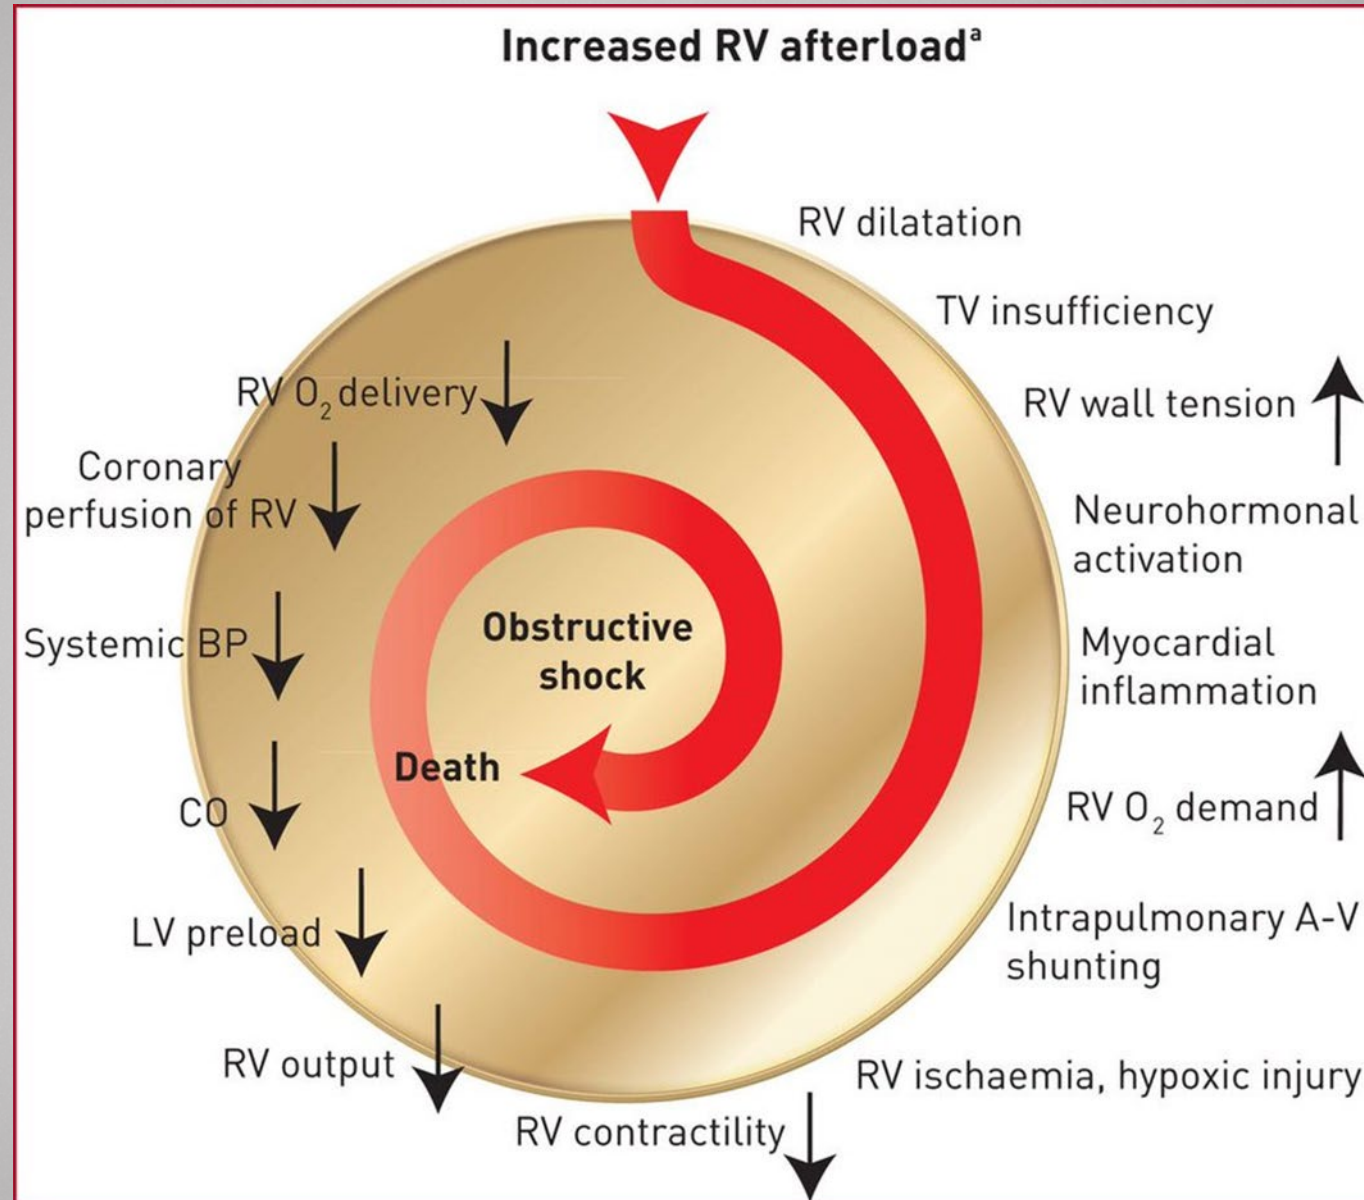 Increased RV afterloadᵃ
RV dilatation
TV insufficiency
RV wall tension
Neurohormonal
activation
Myocardial
inflammation
RV O₂ demand
Intrapulmonary A-V
shunting
RV ischaemia, hypoxic injury
RV contractility
RV output
LV preload
CO
Systemic BP
Coronary
perfusion of RV
RV O₂ delivery
Obstructive
shock
Death